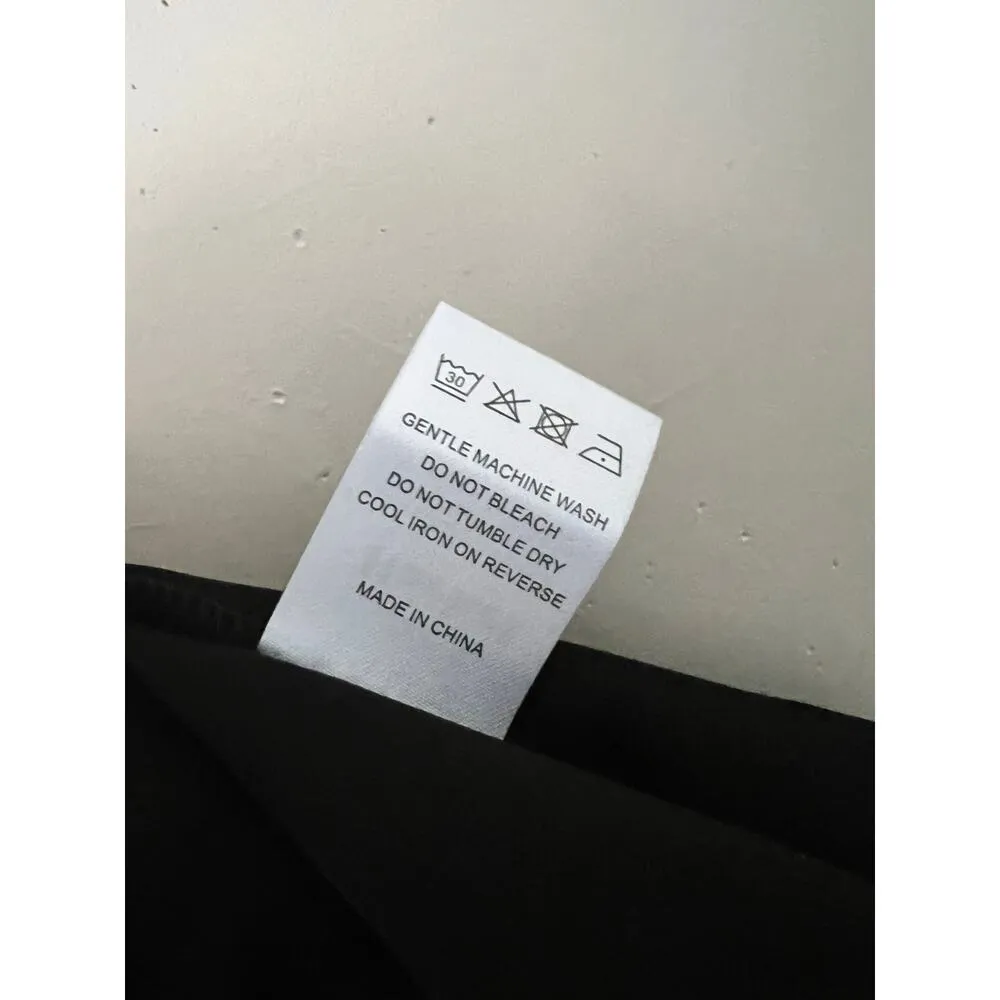 30
GENTLE MACHINE WASH
DO NOT BLEACH
DO NOT TUMBLE DRY
COOL IRON ON REVERSE
MADE IN CHINA